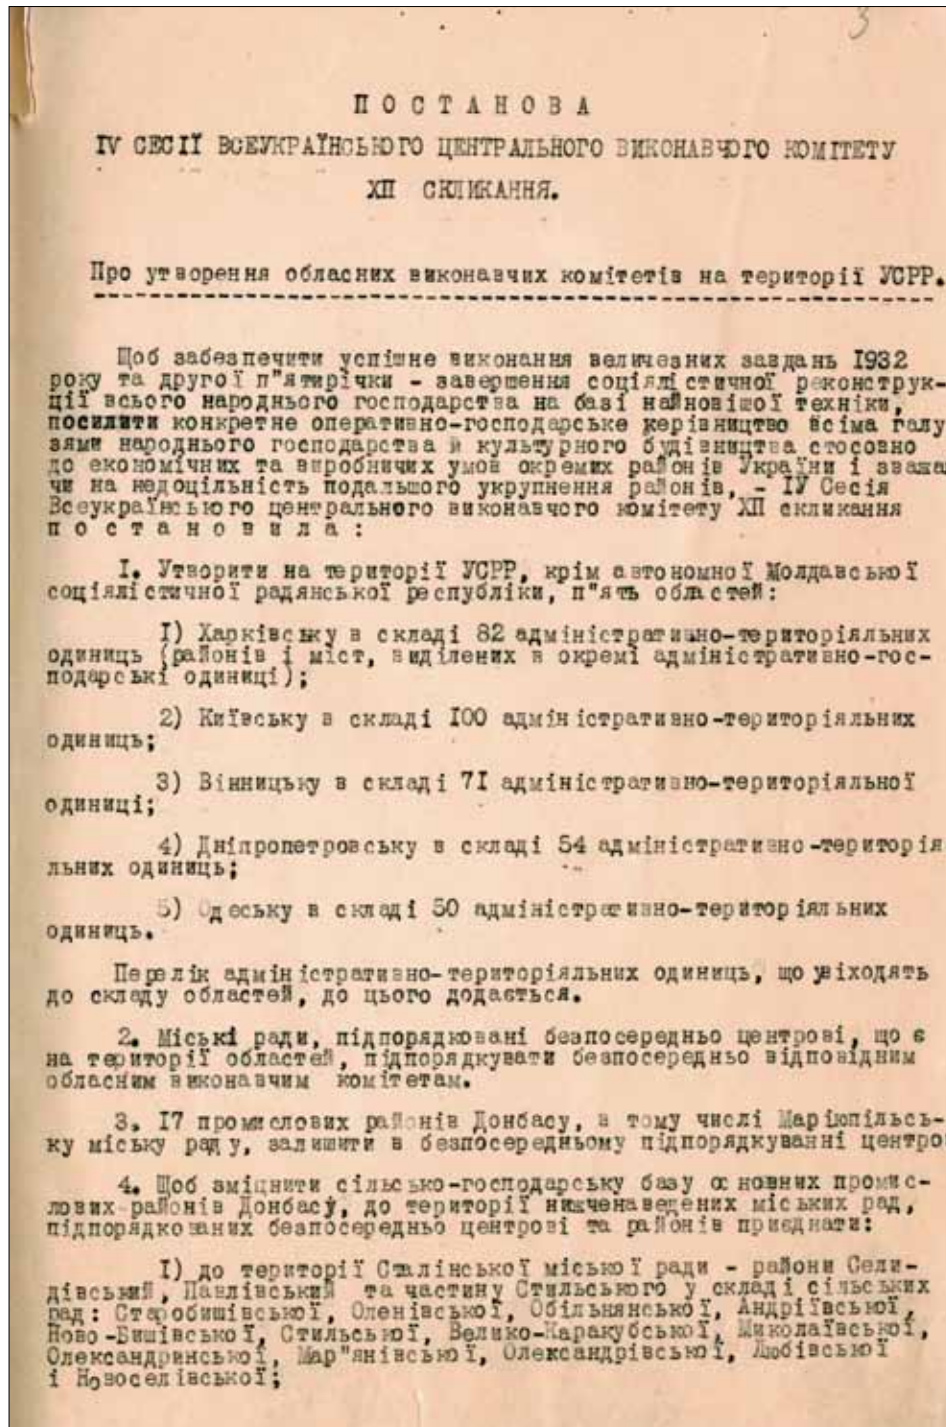 3
ПОСТАНОВА
IV СЕСІЇ ВСЕУКРАЇНСЬКОГО ЦЕНТРАЛЬНОГО ВИКОНАВЧОГО КОМІТЕТУ
XII СКЛИКАННЯ.
Про утворення обласних виконавчих комітетів на території УСРР.
Щоб забезпечити успішне виконання величезних завдань 1932
року та другої п"ятирічки - завершення соціялістичної реконструк-
ції всього народнього господарства на базі найновішої техніки,
посилити конкретне оперативно-господарське керівництво всіма галу
зями народнього господарства й культурного будівництва стосовно
до економічних та виробничих умов окремих районів України і зважа
чи на недоцільність подальшого укрупнення районів, - IV Сесія
Всеукраїнського центрального виконавчого комітету XII скликання
п о с т а н о в и л а :
I. Утворити на території УСРР, крім автономної Молдавської
соціялістичної радянської республіки, п"ять областей:
I) Харківську в складі 82 адміністративно-територіяльних
одиниць (районів і міст, виділених в окремі адміністративно-гос-
подарські одиниці);
2) Київську в складі I00 адміністративно-територіяльних
одиниць;
3) Вінницьку в складі 7I адміністративно-територіяльної
одиниці;
4) Дніпропетровську в складі 54 адміністративно-територія
льних одиниць;
5) Одеську в складі 50 адміністративно-територіяльних
одиниць.
Перелік адміністративно-територіяльних одиниць, що увіходять
до складу областей, до цього додається.
2. Міські ради, підпорядковані безпосередньо центрові, що є
на території областей, підпорядкувати безпосередньо відповідним
обласним виконавчим комітетам.
3. I7 промислових районів Донбасу, в тому числі Маріюпільсь-
ку міську раду, залишити в безпосередньому підпорядкуванні центро
4. Щоб зміцнити сільсько-господарську базу основних промис-
лових районів Донбасу, до території нижченаведених міських рад,
підпорядкованих безпосередньо центрові та районів приєднати:
I) до території Сталінської міської ради - райони Сели-
дівський, Павлівський та частину Стильського у складі сільських
рад: Старобишівської, Оленівської, Обільнянської, Андріївської,
Ново-Бишівської, Стильської, Велико-Каракубської, Миколаївської,
Олександринської, Мар"янівської, Олександрівської, Любівської
і Новоселівської;